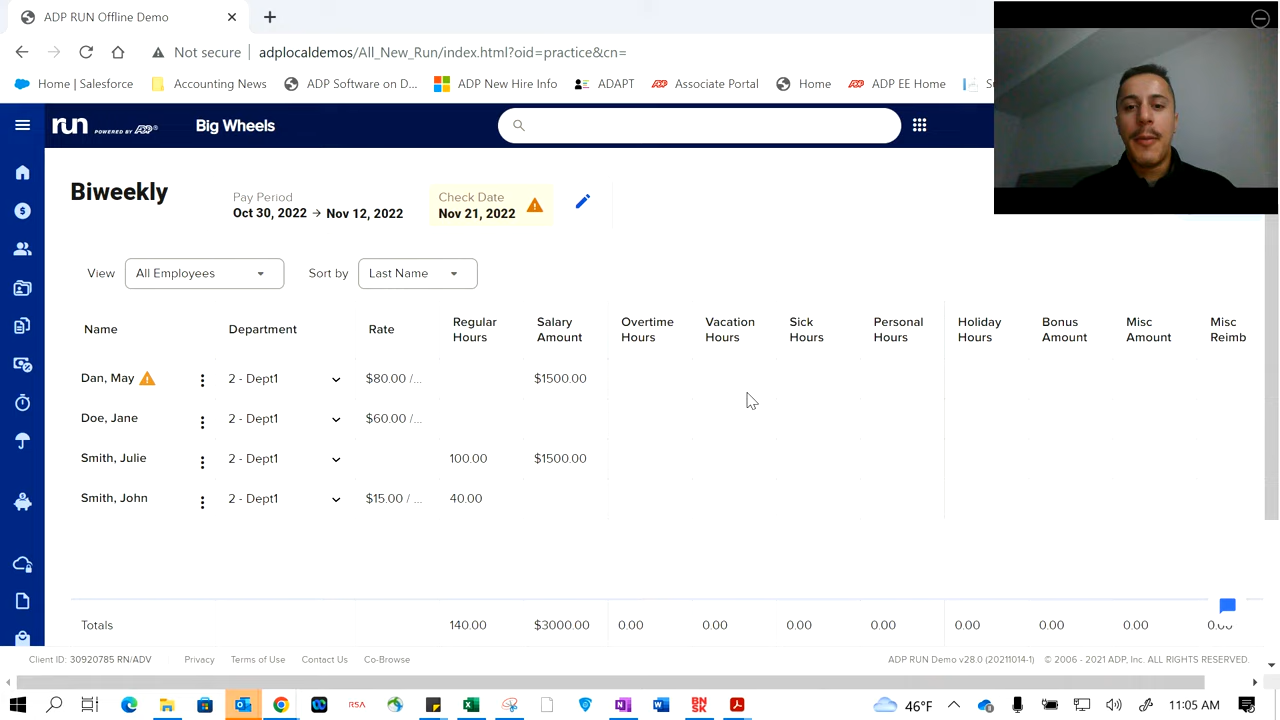 ADP RUN Offline Demo
Not secure adplocaldemos/All_New_Run/index.html?oid=practice&cn=
Home | Salesforce Accounting News ADP Software on D... ADP New Hire Info ADAPT Associate Portal Home ADP EE Home
run POWERED BY ADP Big Wheels
Biweekly
Pay Period
Oct 30, 2022 → Nov 12, 2022
Check Date
Nov 21, 2022
View All Employees Sort by Last Name
Name Department Rate Regular Hours Salary Amount Overtime Hours Vacation Hours Sick Hours Personal Hours Holiday Hours Bonus Amount Misc Amount Misc Reimb
Dan, May 2 - Dept1 $80.00 /... $1500.00
Doe, Jane 2 - Dept1 $60.00 /...
Smith, Julie 2 - Dept1 100.00 $1500.00
Smith, John 2 - Dept1 $15.00 / ... 40.00
Totals 140.00 $3000.00 0.00 0.00 0.00 0.00 0.00 0.00 0.00
Client ID: 30920785 RN/ADV Privacy Terms of Use Contact Us Co-Browse ADP RUN Demo v28.0 (20211014-1) © 2006 - 2021 ADP, Inc. ALL RIGHTS RESERVED.
RSA BN SK 46°F 11:05 AM